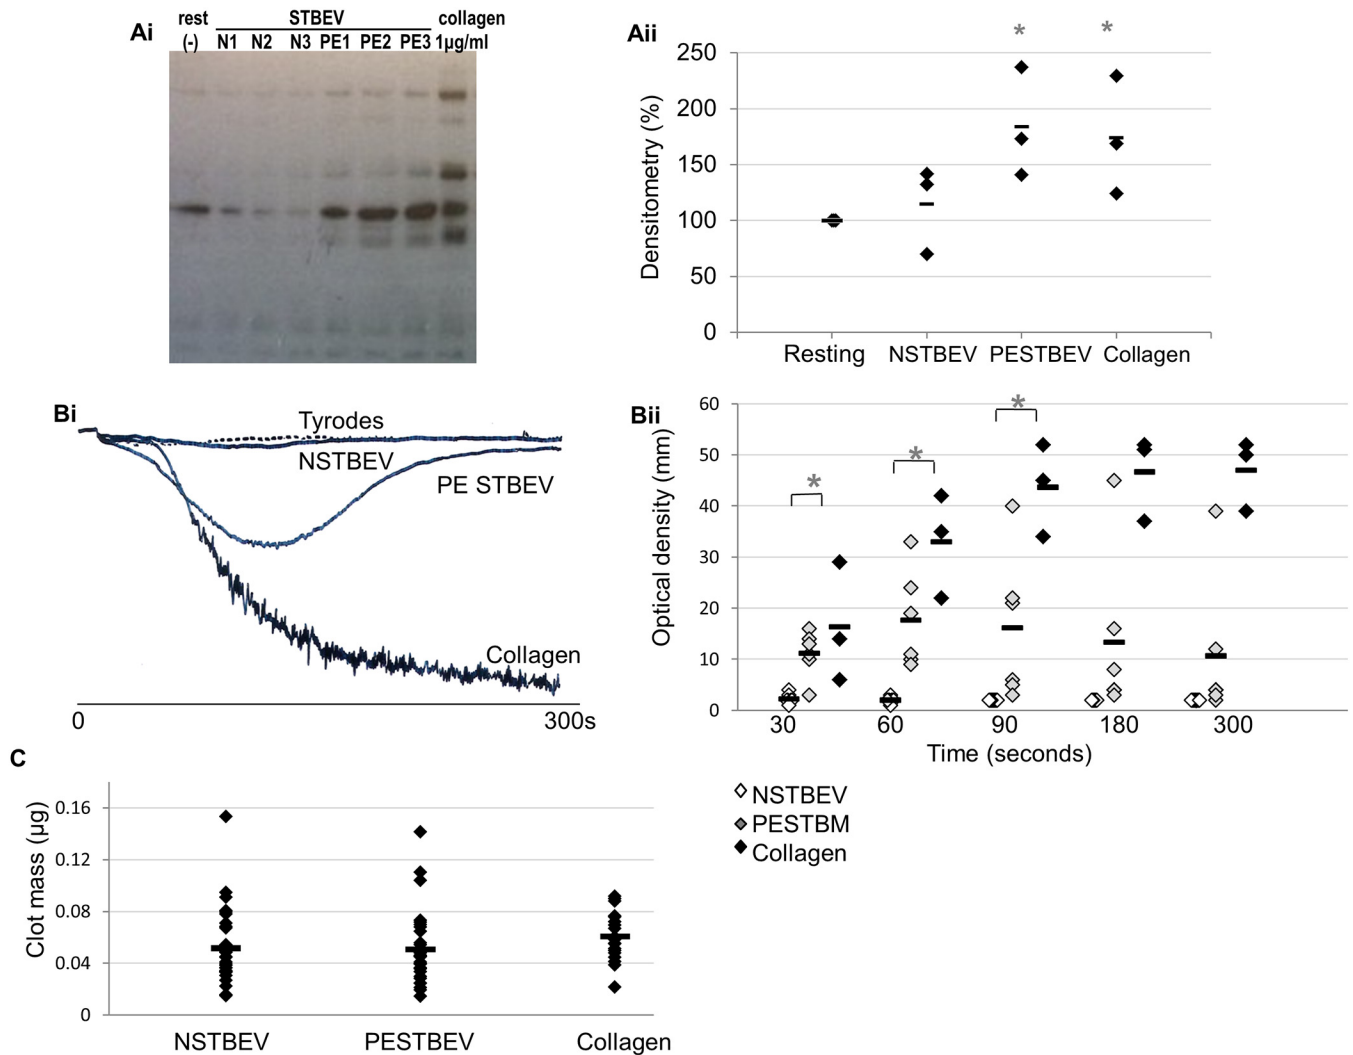 Ai
rest STBEV collagen
(-) N1 N2 N3 PE1 PE2 PE3 1µg/ml
Aii
* *
250
200
150
100
50
0
Densitometry (%)
Resting NSTBEV PESTBEV Collagen
Bi
Tyrodes
NSTBEV
PE STBEV
Collagen
0 300s
Bii
* * *
60
50
40
30
20
10
0
Optical density (mm)
30 60 90 180 300
Time (seconds)
NSTBEV
PESTBM
Collagen
C
0.16
0.12
0.08
0.04
0
Clot mass (µg)
NSTBEV PESTBEV Collagen